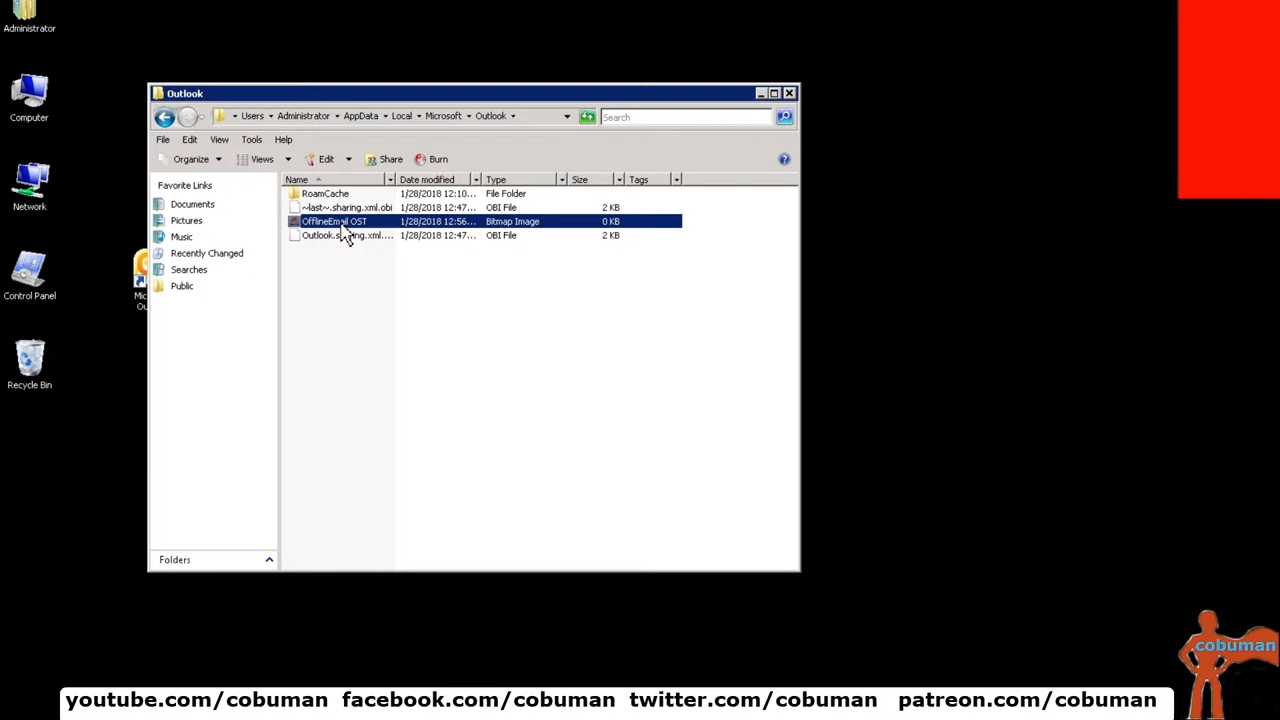 Administrator
Computer
Network
Control Panel
Recycle Bin
Outlook
Users Administrator AppData Local Microsoft Outlook Search
File Edit View Tools Help
Organize Views Edit Share Burn
Favorite Links
Documents
Pictures
Music
Recently Changed
Searches
Public
Folders
Name Date modified Type Size Tags
RoamCache 1/28/2018 12:10... File Folder
~last~.sharing.xml.obi 1/28/2018 12:47... OBI File 2 KB
OfflineEmail OST 1/28/2018 12:56... Bitmap Image 0 KB
1/28/2018 12:47... OBI File 2 KB
cobuman
youtube.com/cobuman facebook.com/cobuman twitter.com/cobuman patreon.com/cobuman